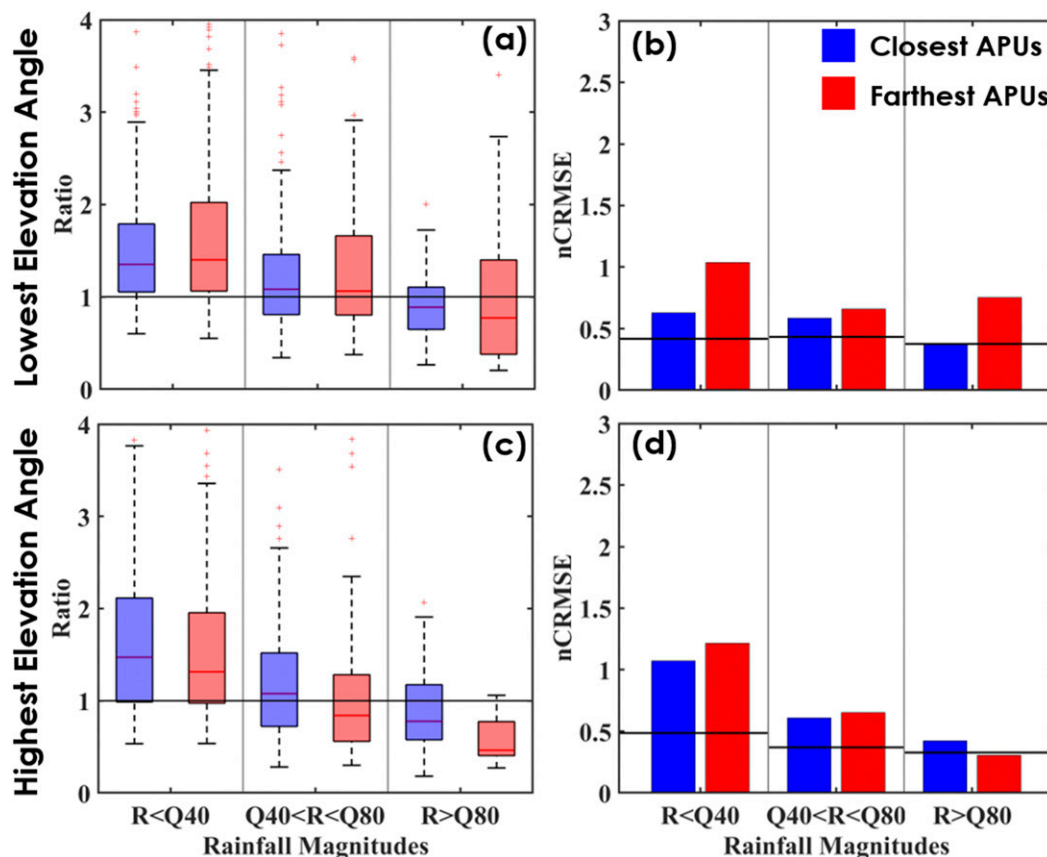 Lowest Elevation Angle
Ratio
4
3
2
1
0
(a)
nCRMSE
3
2.5
2
1.5
1
0.5
0
(b)
Closest APUs
Farthest APUs
Highest Elevation Angle
Ratio
4
3
2
1
0
(c)
R<Q40
Q40<R<Q80
R>Q80
Rainfall Magnitudes
nCRMSE
3
2.5
2
1.5
1
0.5
0
(d)
R<Q40
Q40<R<Q80
R>Q80
Rainfall Magnitudes